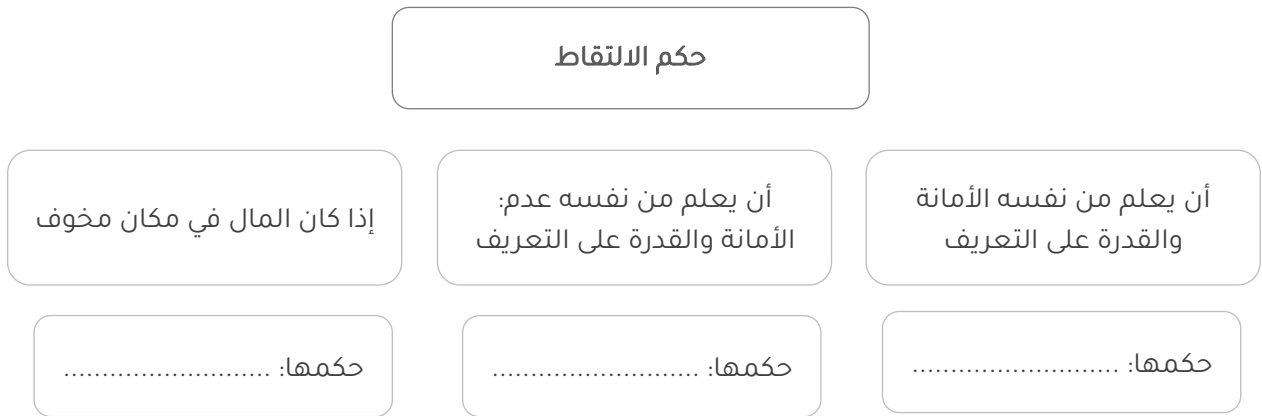 حكم الالتقاط
أن يعلم من نفسه الأمانة
والقدرة على التعريف
أن يعلم من نفسه عدم:
الأمانة والقدرة على التعريف
إذا كان المال في مكان مخوف
حكمها: ...........................
حكمها: ...........................
حكمها: ...........................